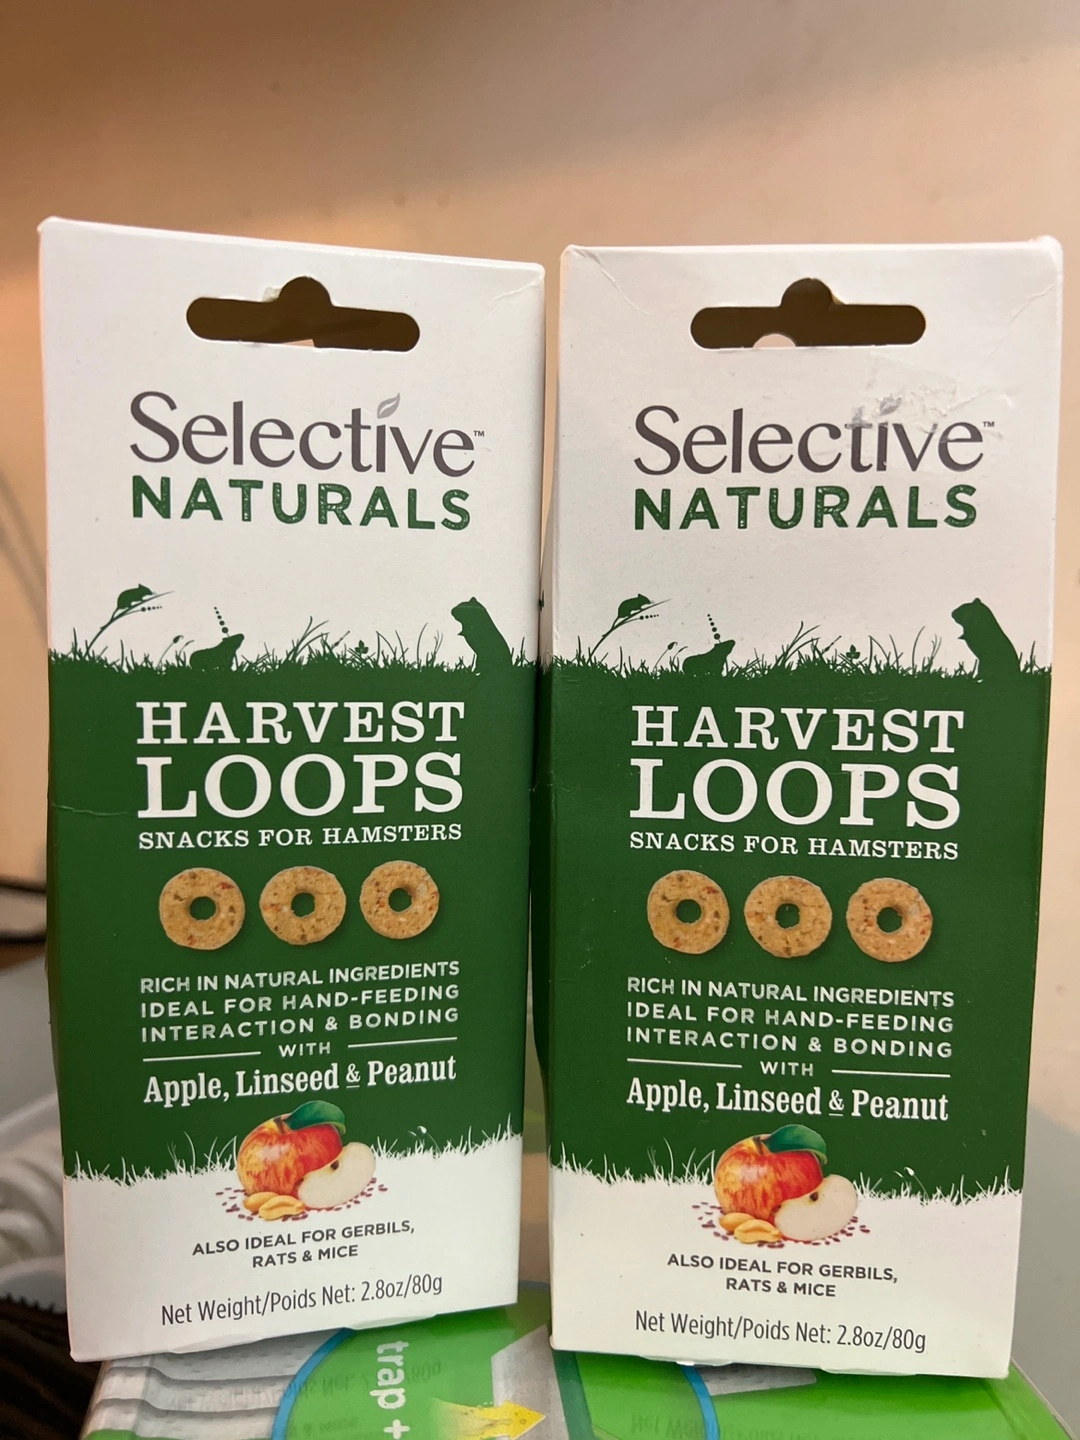 Selective™
NATURALS
HARVEST
LOOPS
SNACKS FOR HAMSTERS
RICH IN NATURAL INGREDIENTS
IDEAL FOR HAND-FEEDING
INTERACTION & BONDING
WITH
Apple, Linseed & Peanut
ALSO IDEAL FOR GERBILS,
RATS & MICE
Net Weight/Poids Net: 2.8oz/80g
Selective™
NATURALS
HARVEST
LOOPS
SNACKS FOR HAMSTERS
RICH IN NATURAL INGREDIENTS
IDEAL FOR HAND-FEEDING
INTERACTION & BONDING
WITH
Apple, Linseed & Peanut
ALSO IDEAL FOR GERBILS,
RATS & MICE
Net Weight/Poids Net: 2.8oz/80g
trap +